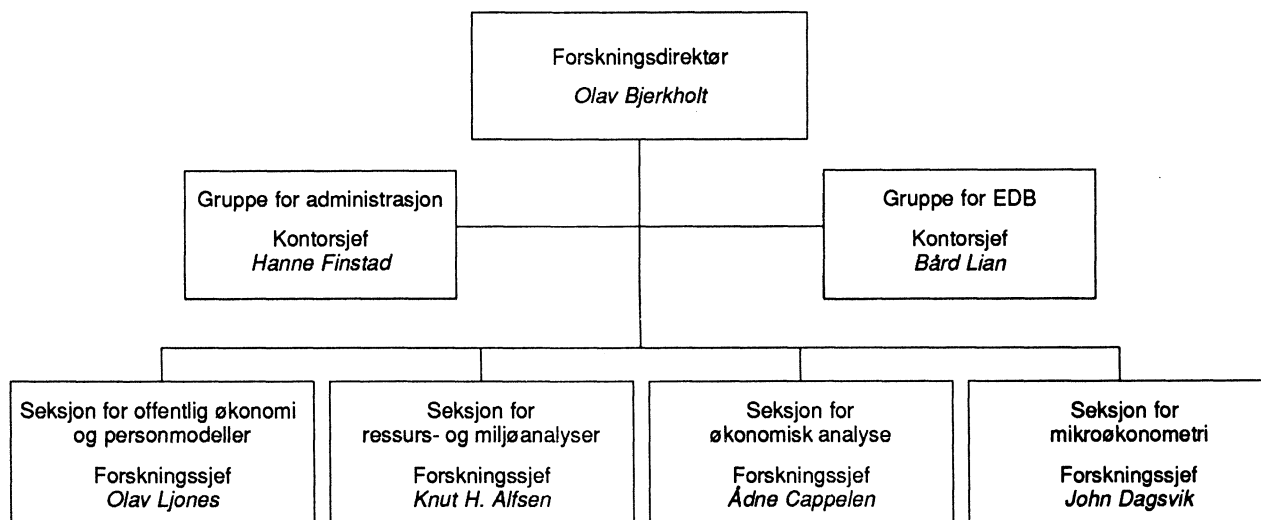 Forskningsdirektør
Olav Bjerkholt
Gruppe for administrasjon
Kontorsjef
Hanne Finstad
Gruppe for EDB
Kontorsjef
Bård Lian
Seksjon for offentlig økonomi
og personmodeller
Forskningssjef
Olav Ljones
Seksjon for
ressurs- og miljøanalyser
Forskningssjef
Knut H. Alfsen
Seksjon for
økonomisk analyse
Forskningssjef
Ådne Cappelen
Seksjon for
mikroøkonometri
Forskningssjef
John Dagsvik